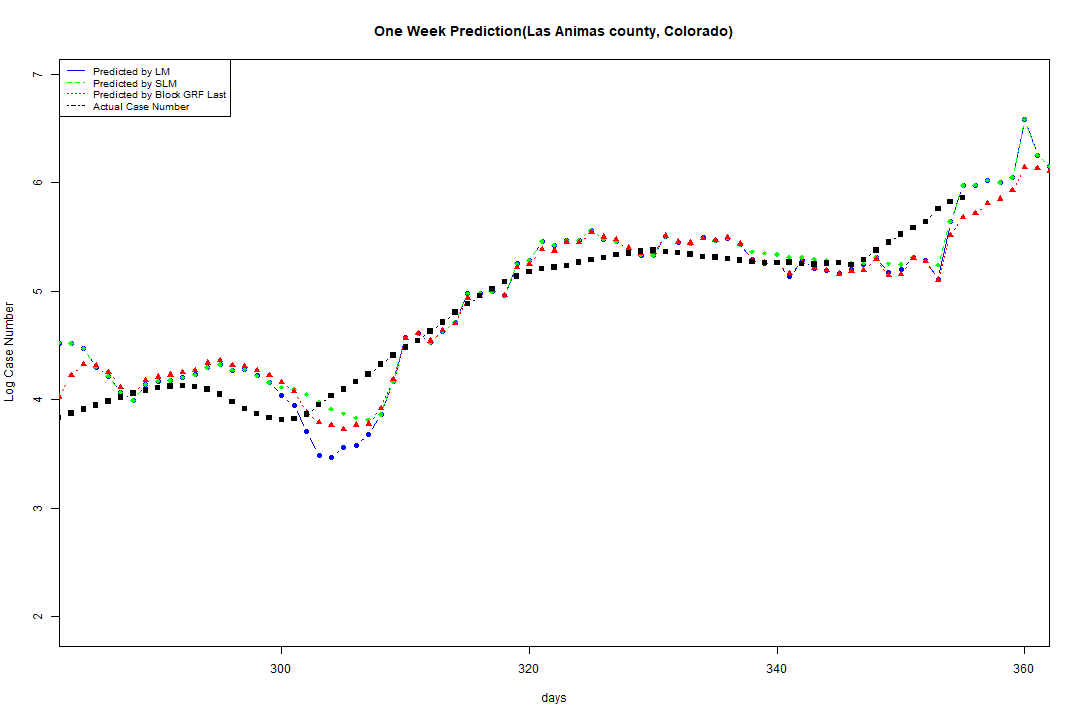 One Week Prediction(Las Animas county, Colorado)
Predicted by LM
Predicted by SLM
Predicted by Block GRF Last
Actual Case Number
7
6
5
4
3
2
Log Case Number
300
320
340
360
days